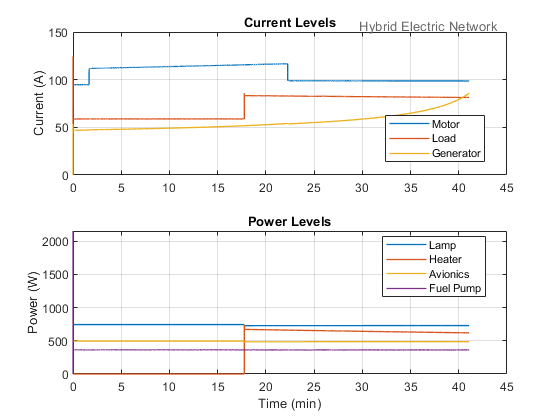 Current Levels
Hybrid Electric Network
150
100
50
0
Current (A)
Motor
Load
Generator
0 5 10 15 20 25 30 35 40 45
Power Levels
2000
1500
1000
500
0
Power (W)
Lamp
Heater
Avionics
Fuel Pump
0 5 10 15 20 25 30 35 40 45
Time (min)